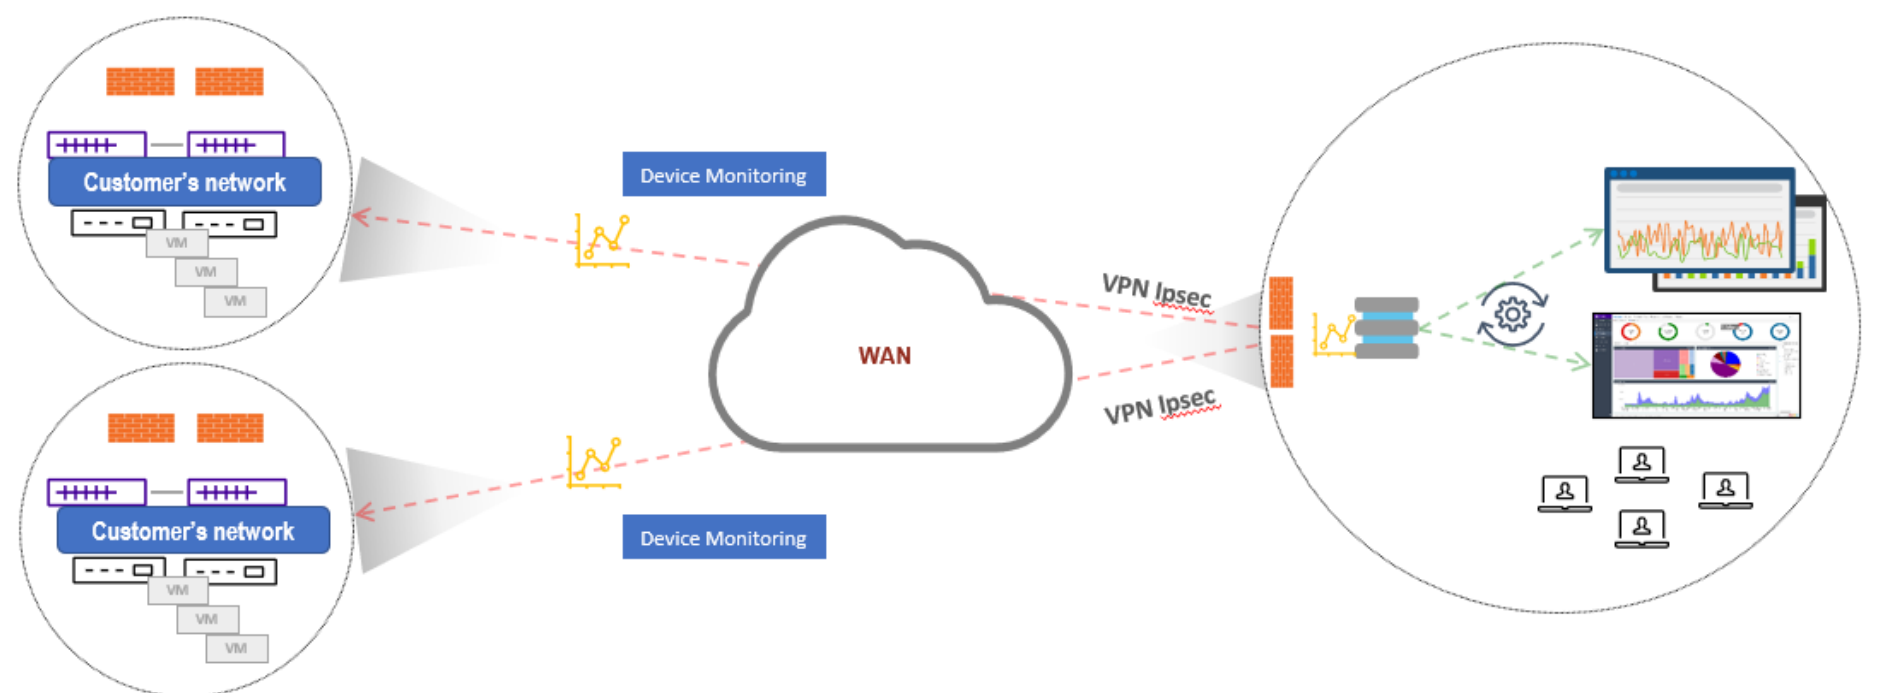 Customer's network
VM
VM
VM
Device Monitoring
WAN
VPN Ipsec
VPN Ipsec
Customer's network
VM
VM
VM
Device Monitoring